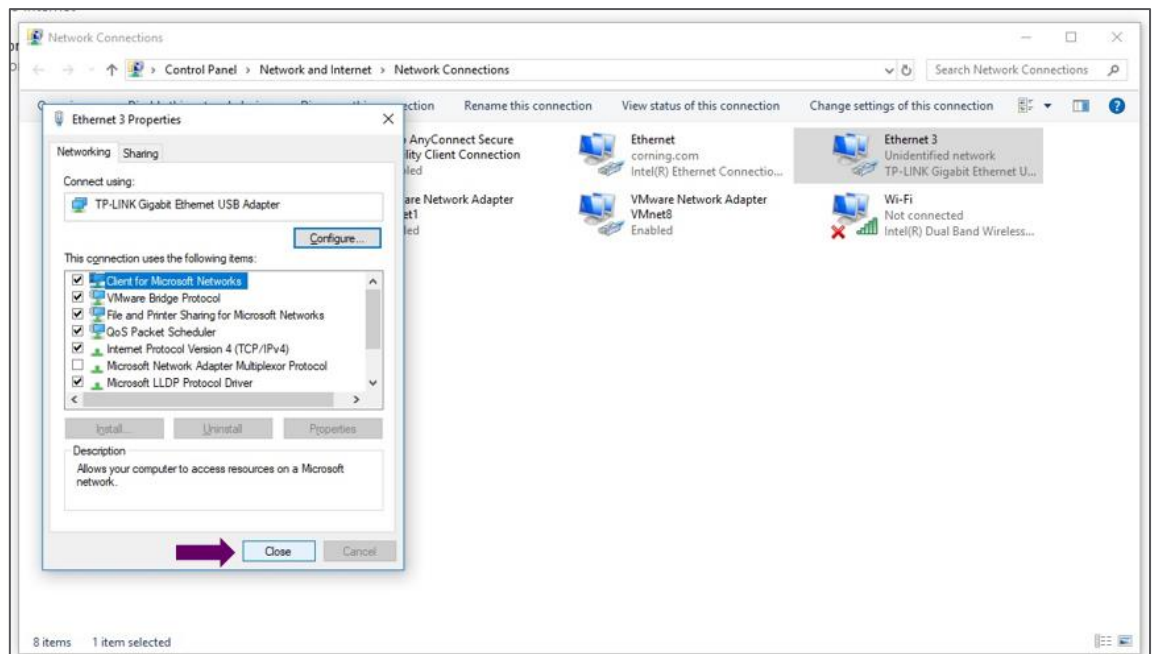 Network Connections
Control Panel > Network and Internet > Network Connections
Search Network Connections
Rename this connection
View status of this connection
Change settings of this connection
Ethernet 3 Properties
Networking
Sharing
Connect using:
TP-LINK Gigabit Ethernet USB Adapter
Configure...
This connection uses the following items:
Client for Microsoft Networks
VMware Bridge Protocol
File and Printer Sharing for Microsoft Networks
QoS Packet Scheduler
Internet Protocol Version 4 (TCP/IPv4)
Microsoft Network Adapter Multiplexor Protocol
Microsoft LLDP Protocol Driver
Install...
Uninstall
Properties
Description
Allows your computer to access resources on a Microsoft
network.
Close
Cancel
AnyConnect Secure
Client Connection
Network Adapter
Ethernet
corning.com
Intel(R) Ethernet Connectio...
VMware Network Adapter
VMnet8
Enabled
Ethernet 3
Unidentified network
TP-LINK Gigabit Ethernet U...
Wi-Fi
Not connected
Intel(R) Dual Band Wireless...
8 items
1 item selected